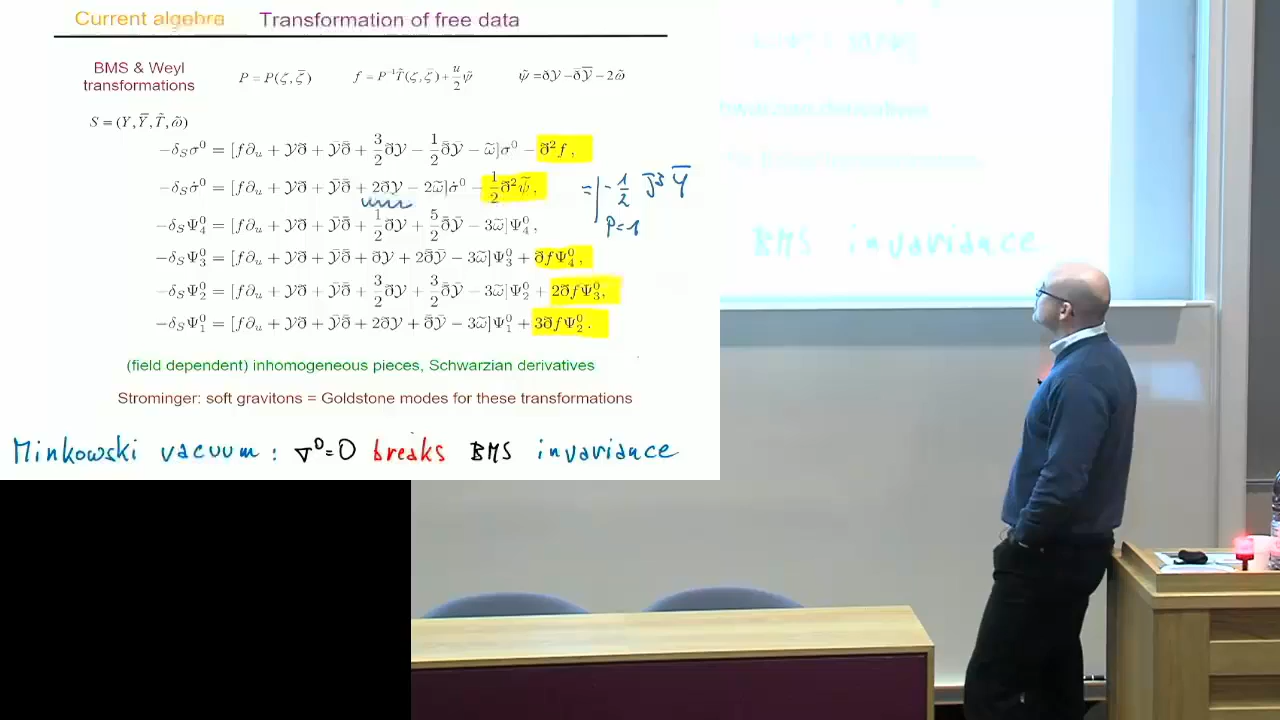 Current algebra Transformation of free data
BMS & Weyl transformations
P = P(ζ, ζ̄) f = P⁻¹T̃(ζ, ζ̄) + u/2 ψ̃ ψ̃ = ðY − ð̄Ȳ − 2ω̃
S = (Y, Ȳ, T̃, ω̃)
−δ_S σ⁰ = [f∂_u + Yð + Ȳð̄ + 3/2 ðY − 1/2 ð̄Ȳ − ω̃]σ⁰ − ð²f ,
−δ_S σ̇⁰ = [f∂_u + Yð + Ȳð̄ + 2ðY − 2ω̃]σ̇⁰ − 1/2 ð²ψ̃ ,
= | − 1/2 ∂̄³ Ȳ
P=1
−δ_S Ψ⁰₄ = [f∂_u + Yð + Ȳð̄ + 1/2 ðY + 5/2 ð̄Ȳ − 3ω̃]Ψ⁰₄ ,
−δ_S Ψ⁰₃ = [f∂_u + Yð + Ȳð̄ + ðY + 2ð̄Ȳ − 3ω̃]Ψ⁰₃ + ðfΨ⁰₄ ,
−δ_S Ψ⁰₂ = [f∂_u + Yð + Ȳð̄ + 3/2 ðY + 3/2 ð̄Ȳ − 3ω̃]Ψ⁰₂ + 2ðfΨ⁰₃,
−δ_S Ψ⁰₁ = [f∂_u + Yð + Ȳð̄ + 2ðY + ð̄Ȳ − 3ω̃]Ψ⁰₁ + 3ðfΨ⁰₂ .
(field dependent) inhomogeneous pieces, Schwarzian derivatives
Strominger: soft gravitons = Goldstone modes for these transformations
Minkowski vacuum : σ⁰=0 breaks BMS invariance
BMS invariance